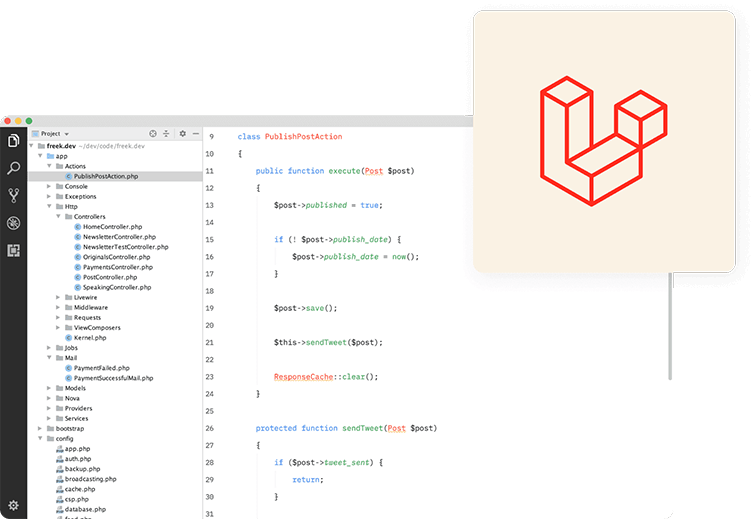 Project
freek.dev ~/dev/code/freek.dev
app
Actions
PublishPostAction.php
Console
Exceptions
Http
Controllers
HomeController.php
NewsletterController.php
NewsletterTestController.php
OriginalsController.php
PaymentsController.php
PostController.php
SpeakingController.php
Livewire
Middleware
Requests
ViewComposers
Kernel.php
Jobs
Mail
PaymentFailed.php
PaymentSuccesfulMail.php
Models
Nova
Providers
Services
bootstrap
config
app.php
auth.php
backup.php
broadcasting.php
cache.php
csp.php
database.php
9 class PublishPostAction
10 {
11 public function execute(Post $post)
12 {
13 $post->published = true;
14
15 if (! $post->publish_date) {
16 $post->publish_date = now();
17 }
18
19 $post->save();
20
21 $this->sendTweet($post);
22
23 ResponseCache::clear();
24 }
25
26 protected function sendTweet(Post $post)
27 {
28 if ($post->tweet_sent) {
29 return;
30 }
31